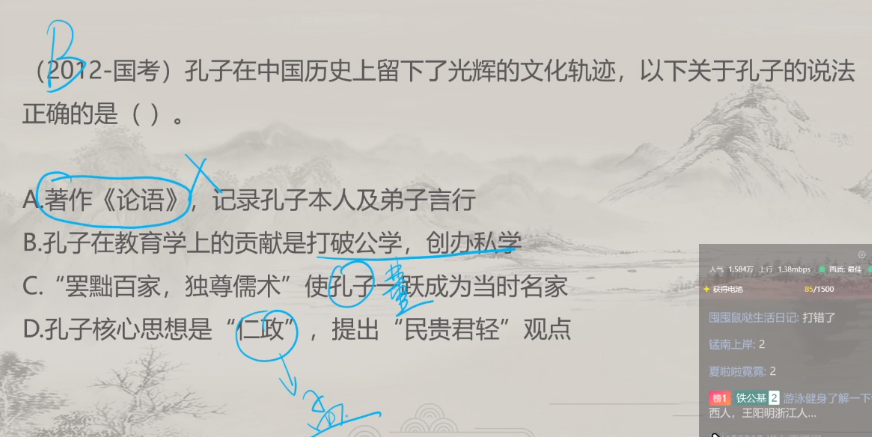 B
（2012-国考）孔子在中国历史上留下了光辉的文化轨迹，以下关于孔子的说法
正确的是（ ）。
A.著作《论语》，记录孔子本人及弟子言行
B.孔子在教育学上的贡献是打破公学，创办私学
C.“罢黜百家，独尊儒术”使孔子一跃成为当时名家
董
D.孔子核心思想是“仁政”，提出“民贵君轻”观点
孟
人气 1.584万 上行 1.38mbps 画质: 最佳
获得电池 85/1500
囤囤鼠哒生活日记: 打错了
锰南上岸: 2
夏啦啦霓霓: 2
榜1 铁公基 2 游泳健身了解一下
西人，王阳明浙江人...